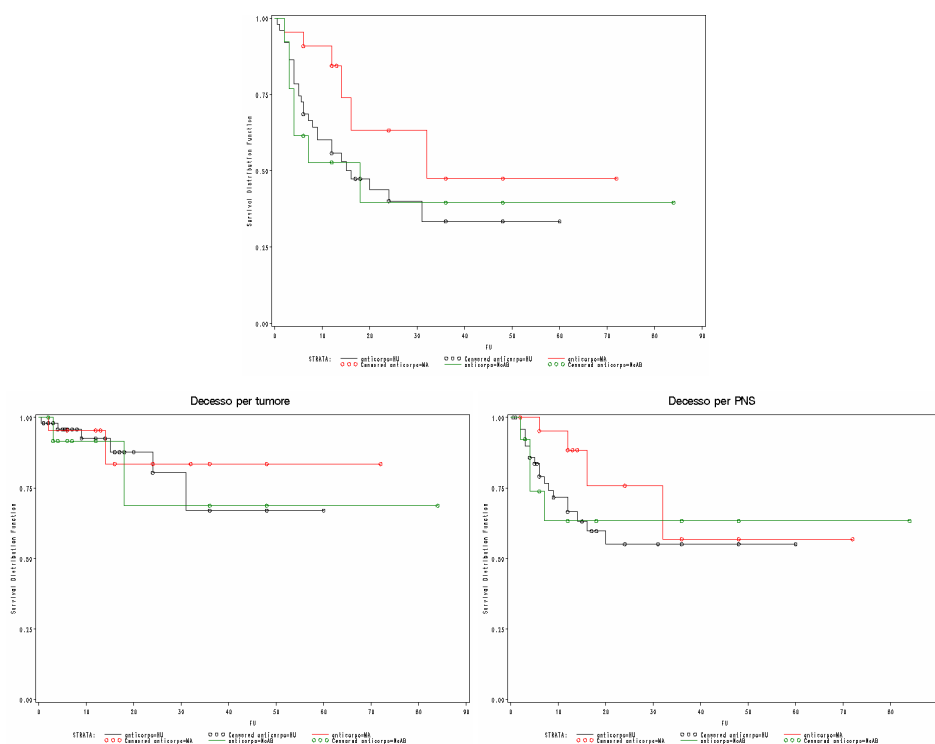 1.00
0.75
0.50
0.25
0.00
Survival Distribution Function
0 10 20 30 40 50 60 70 80 90
FU
STRATA: anticorpo=HU Censored anticorpo=HU anticorpo=MA
Censored anticorpo=MA anticorpo=NoAB Censored anticorpo=NoAB
Decesso per tumore
1.00
0.75
0.50
0.25
0.00
Survival Distribution Function
0 10 20 30 40 50 60 70 80 90
FU
STRATA: anticorpo=HU Censored anticorpo=HU anticorpo=MA
Censored anticorpo=MA anticorpo=NoAB Censored anticorpo=NoAB
Decesso per PNS
1.00
0.75
0.50
0.25
0.00
Survival Distribution Function
0 10 20 30 40 50 60 70 80
FU
STRATA: anticorpo=HU Censored anticorpo=HU anticorpo=MA
Censored anticorpo=MA anticorpo=NoAB Censored anticorpo=NoAB